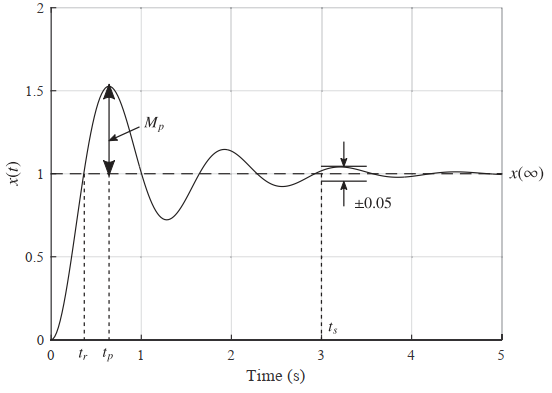 2
1.5
M_p
x(t)
1
x(∞)
±0.05
0.5
t_s
0
0 t_r t_p 1 2 3 4 5
Time (s)